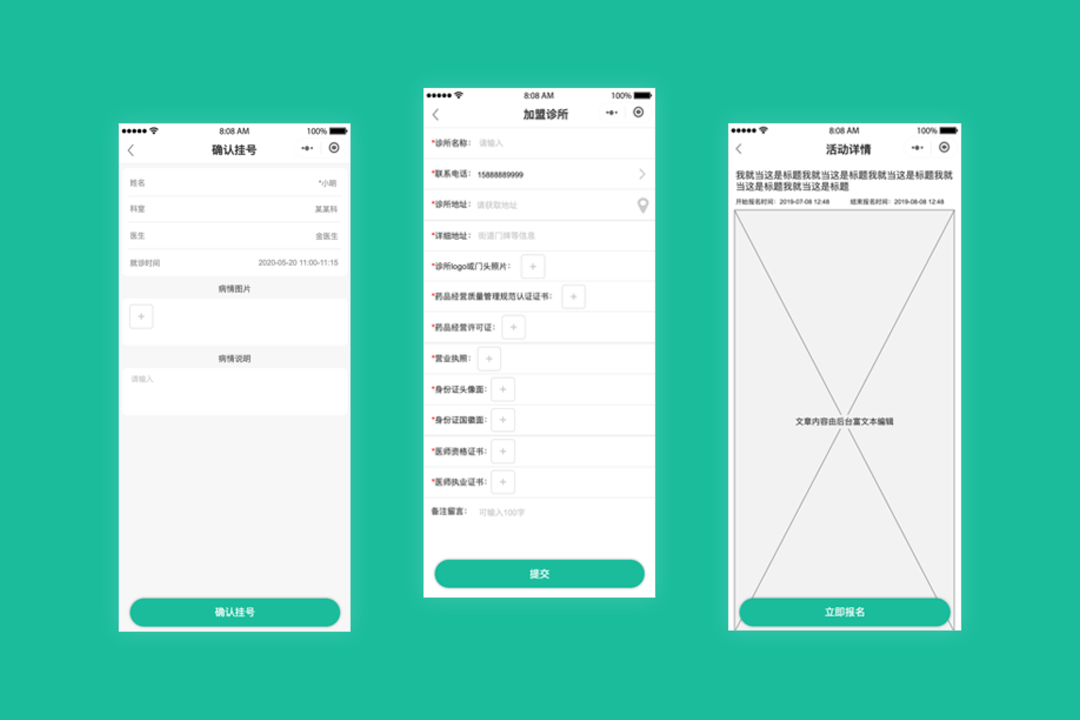 8:08 AM
100%
确认挂号
姓名
*小明
科室
某某科
医生
金医生
就诊时间
2020-05-20 11:00-11:15
病情图片
+
病情说明
请输入
确认挂号
8:08 AM
100%
加盟诊所
*诊所名称: 请输入
*联系电话: 15888889999
*诊所地址: 请获取地址
*详细地址: 街道门牌等信息
*诊所logo或门头照片: +
*药品经营质量管理规范认证证书: +
*药品经营许可证: +
*营业执照: +
*身份证头像面: +
*身份证国徽面: +
*医师资格证书: +
*医师执业证书: +
备注留言: 可输入100字
提交
8:08 AM
100%
活动详情
我就当这是标题我就当这是标题我就当这是标题我就
当这是标题我就当这是标题
开始报名时间: 2019-07-08 12:48 结束报名时间: 2019-08-08 12:48
文章内容由后台富文本编辑
立即报名